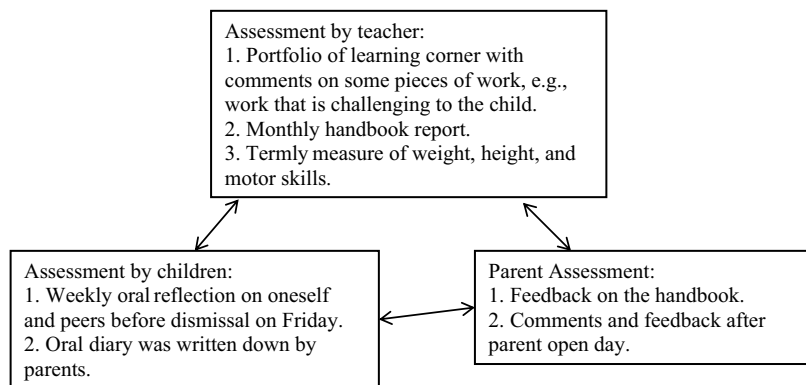 Assessment by teacher:
1. Portfolio of learning corner with
comments on some pieces of work, e.g.,
work that is challenging to the child.
2. Monthly handbook report.
3. Termly measure of weight, height, and
motor skills.
Assessment by children:
1. Weekly oral reflection on oneself
and peers before dismissal on Friday.
2. Oral diary was written down by
parents.
Parent Assessment:
1. Feedback on the handbook.
2. Comments and feedback after
parent open day.